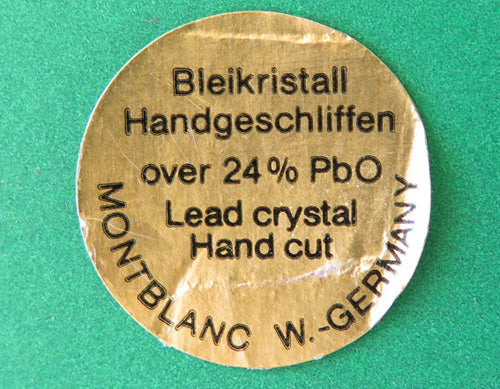 Bleikristall
Handgeschliffen
over 24% PbO
Lead crystal
Hand cut
MONTBLANC W.-GERMANY